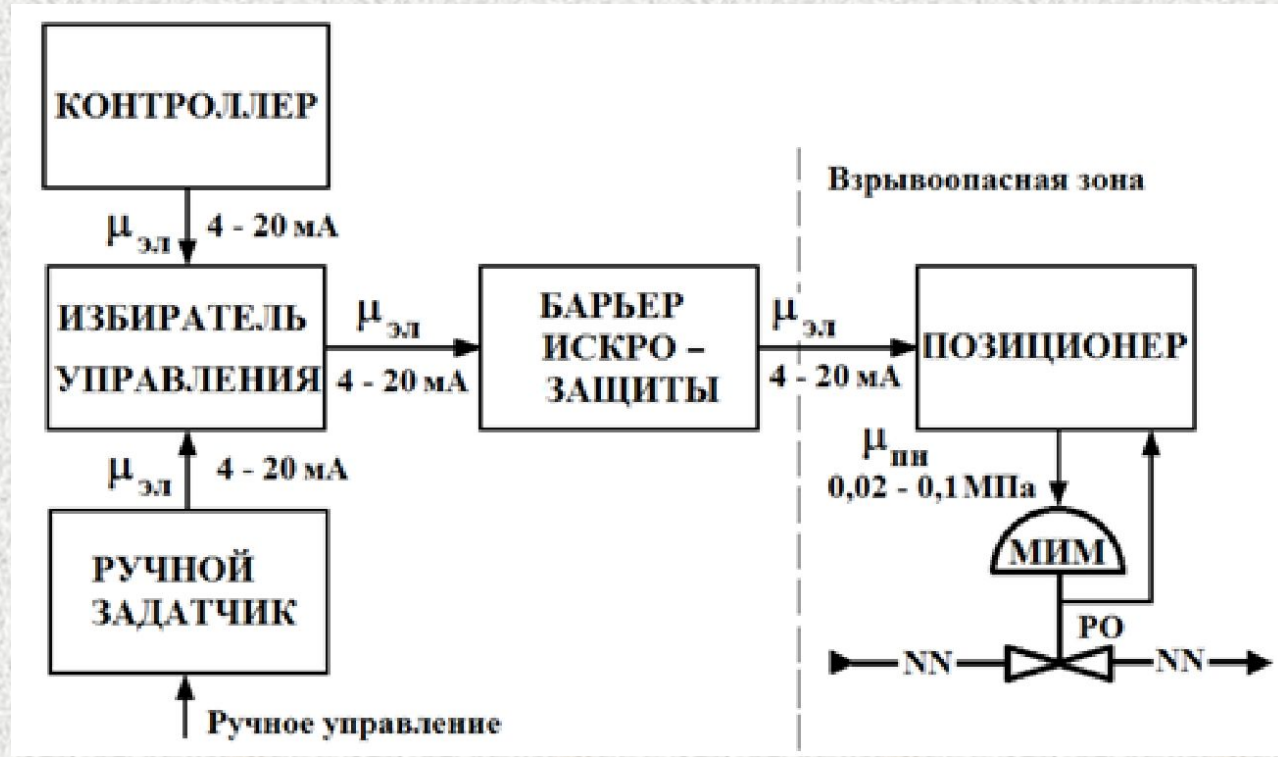 КОНТРОЛЛЕР
μэл
4 - 20 мА
Взрывоопасная зона
ИЗБИРАТЕЛЬ
УПРАВЛЕНИЯ
μэл
4 - 20 мА
БАРЬЕР
ИСКРО –
ЗАЩИТЫ
μэл
4 - 20 мА
ПОЗИЦИОНЕР
μэл
4 - 20 мА
μпн
0,02 - 0,1 МПа
МИМ
РУЧНОЙ
ЗАДАТЧИК
РО
NN
NN
Ручное управление